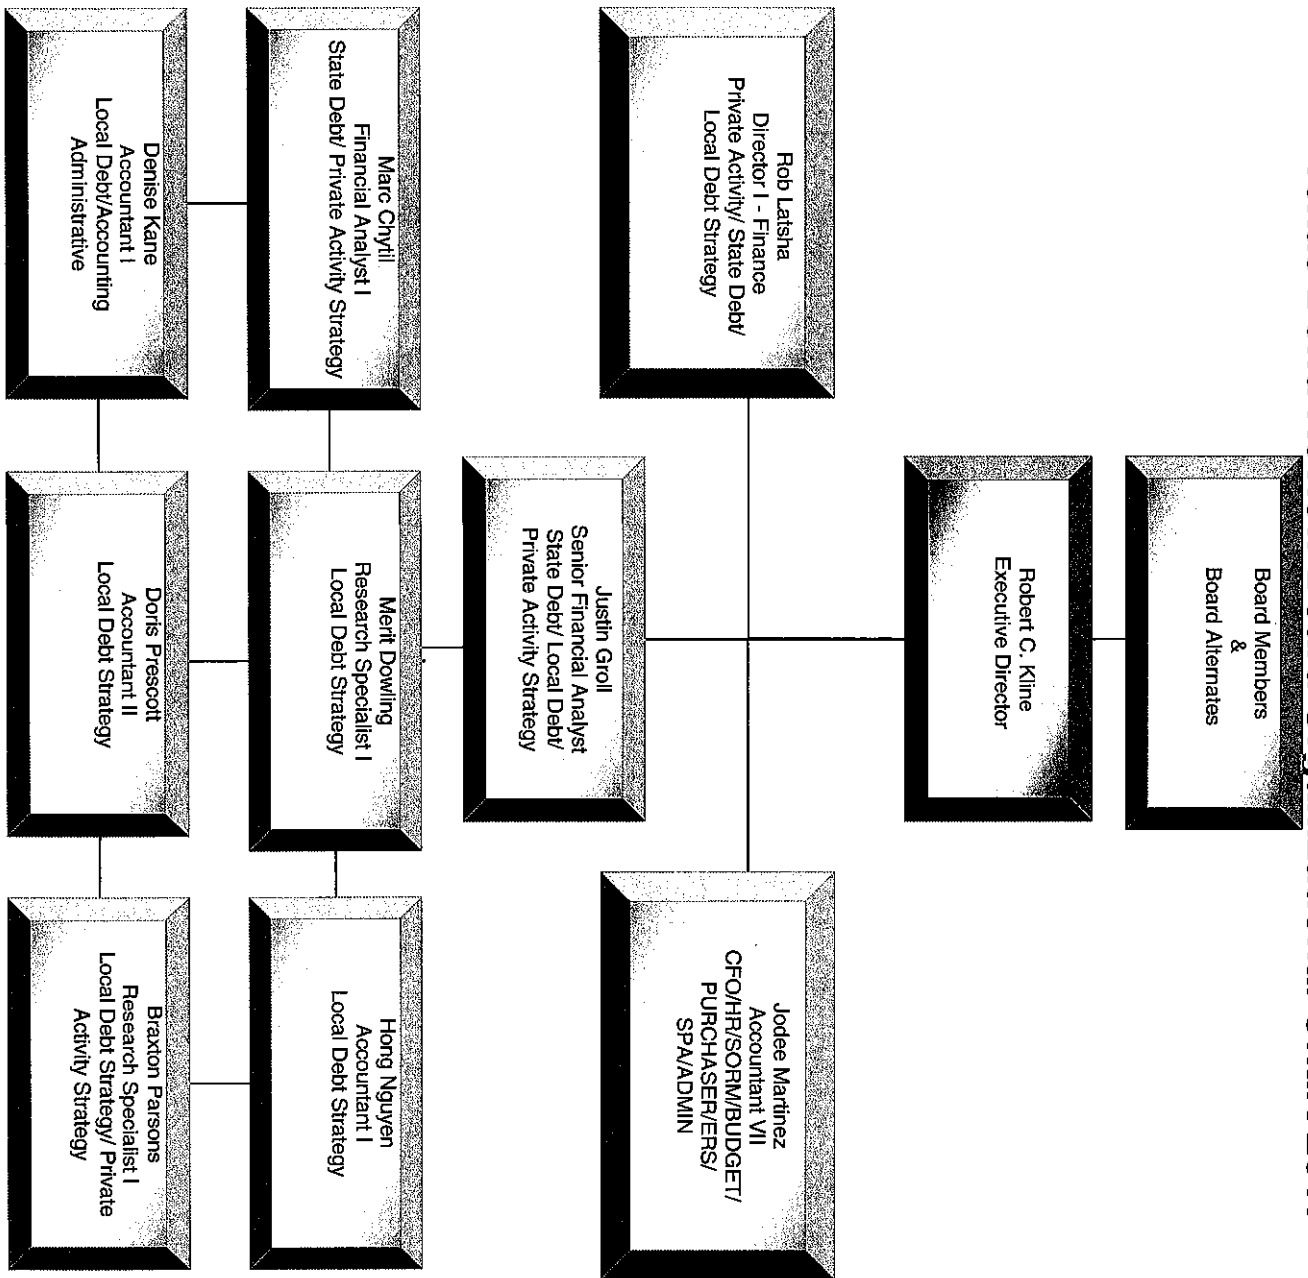 Board Members
&
Board Alternates
Robert C. Kline
Executive Director
Rob Latsha
Director I - Finance
Private Activity/ State Debt/
Local Debt Strategy
Jodee Martinez
Accountant VII
CFO/HR/SORM/BUDGET/
PURCHASER/ERS/
SPA/ADMIN
Justin Groll
Senior Financial Analyst
State Debt/ Local Debt/
Private Activity Strategy
Marc Chytil
Financial Analyst I
State Debt/ Private Activity Strategy
Merit Dowling
Research Specialist I
Local Debt Strategy
Hong Nguyen
Accountant I
Local Debt Strategy
Denise Kane
Accountant I
Local Debt/Accounting
Administrative
Doris Prescott
Accountant II
Local Debt Strategy
Braxton Parsons
Research Specialist I
Local Debt Strategy/ Private
Activity Strategy